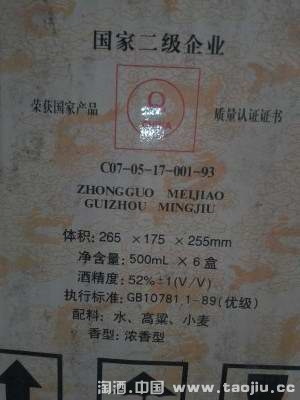 国家二级企业
荣获国家产品
质量认证证书
C07-05-17-001-93
ZHONGGUO MEIJIAO
GUIZHOU MINGJIU
体积: 265 ×175 ×255mm
净含量: 500mL ×6盒
酒精度: 52%±1(V/V)
执行标准: GB10781.1-89(优级)
配料: 水、高粱、小麦
香型: 浓香型
淘酒.中国 www.taojiu.cc